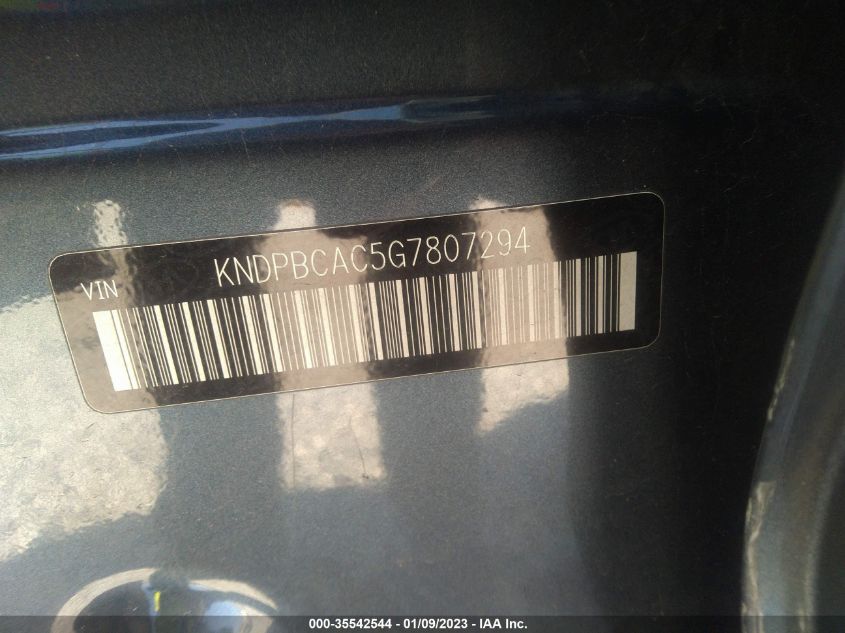 KNDPBCAC5G7807294
VIN
000-35542544 - 01/09/2023 - IAA Inc.